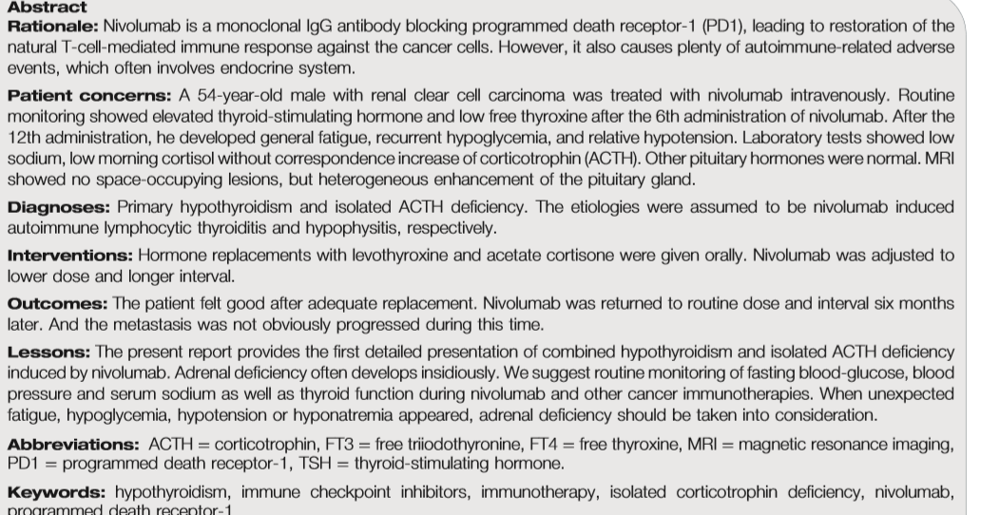 Abstract
Rationale: Nivolumab is a monoclonal IgG antibody blocking programmed death receptor-1 (PD1), leading to restoration of the
natural T-cell-mediated immune response against the cancer cells. However, it also causes plenty of autoimmune-related adverse
events, which often involves endocrine system.
Patient concerns: A 54-year-old male with renal clear cell carcinoma was treated with nivolumab intravenously. Routine
monitoring showed elevated thyroid-stimulating hormone and low free thyroxine after the 6th administration of nivolumab. After the
12th administration, he developed general fatigue, recurrent hypoglycemia, and relative hypotension. Laboratory tests showed low
sodium, low morning cortisol without correspondence increase of corticotrophin (ACTH). Other pituitary hormones were normal. MRI
showed no space-occupying lesions, but heterogeneous enhancement of the pituitary gland.
Diagnoses: Primary hypothyroidism and isolated ACTH deficiency. The etiologies were assumed to be nivolumab induced
autoimmune lymphocytic thyroiditis and hypophysitis, respectively.
Interventions: Hormone replacements with levothyroxine and acetate cortisone were given orally. Nivolumab was adjusted to
lower dose and longer interval.
Outcomes: The patient felt good after adequate replacement. Nivolumab was returned to routine dose and interval six months
later. And the metastasis was not obviously progressed during this time.
Lessons: The present report provides the first detailed presentation of combined hypothyroidism and isolated ACTH deficiency
induced by nivolumab. Adrenal deficiency often develops insidiously. We suggest routine monitoring of fasting blood-glucose, blood
pressure and serum sodium as well as thyroid function during nivolumab and other cancer immunotherapies. When unexpected
fatigue, hypoglycemia, hypotension or hyponatremia appeared, adrenal deficiency should be taken into consideration.
Abbreviations: ACTH = corticotrophin, FT3 = free triiodothyronine, FT4 = free thyroxine, MRI = magnetic resonance imaging,
PD1 = programmed death receptor-1, TSH = thyroid-stimulating hormone.
Keywords: hypothyroidism, immune checkpoint inhibitors, immunotherapy, isolated corticotrophin deficiency, nivolumab,
programmed death receptor-1